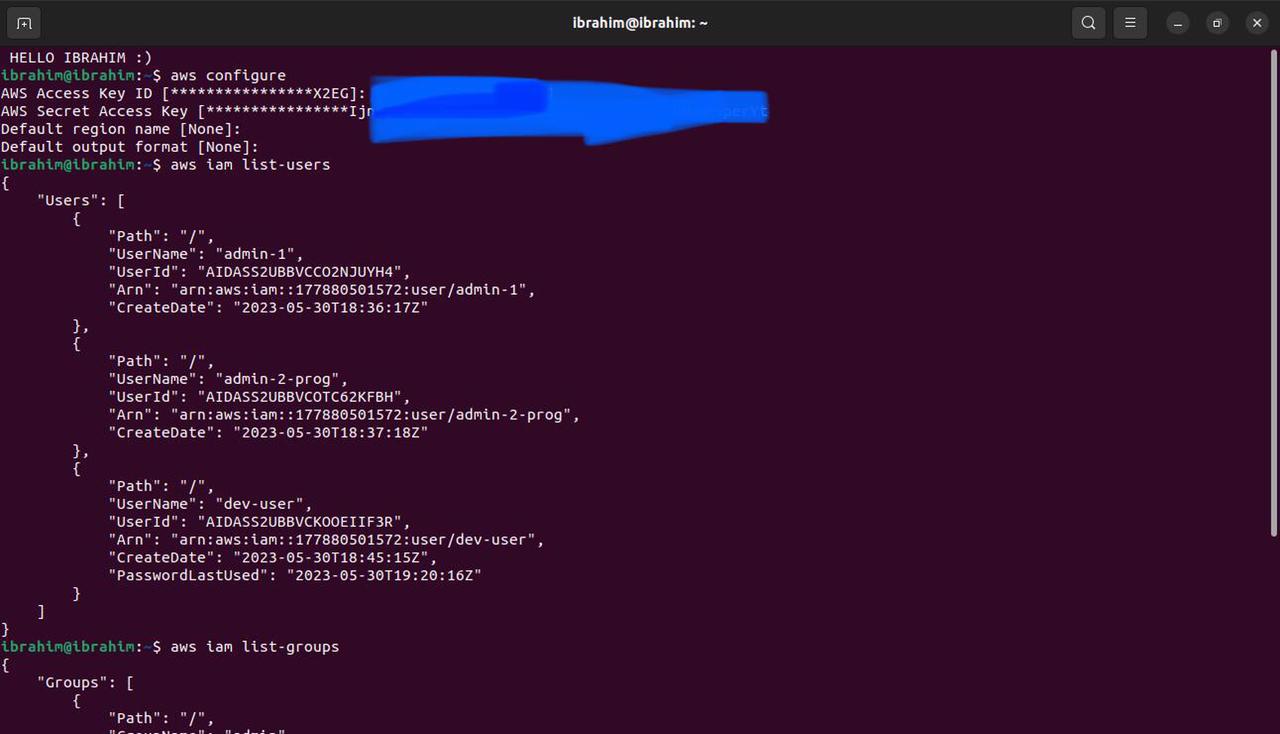 ibrahim@ibrahim: ~
HELLO IBRAHIM :)
ibrahim@ibrahim:~$ aws configure
AWS Access Key ID [****************X2EG]:
AWS Secret Access Key [****************Ijn
Default region name [None]:
Default output format [None]:
ibrahim@ibrahim:~$ aws iam list-users
{
    "Users": [
        {
            "Path": "/",
            "UserName": "admin-1",
            "UserId": "AIDASS2UBBVCCO2NJUYH4",
            "Arn": "arn:aws:iam::177880501572:user/admin-1",
            "CreateDate": "2023-05-30T18:36:17Z"
        },
        {
            "Path": "/",
            "UserName": "admin-2-prog",
            "UserId": "AIDASS2UBBVCOTC62KFBH",
            "Arn": "arn:aws:iam::177880501572:user/admin-2-prog",
            "CreateDate": "2023-05-30T18:37:18Z"
        },
        {
            "Path": "/",
            "UserName": "dev-user",
            "UserId": "AIDASS2UBBVCKOOEIIF3R",
            "Arn": "arn:aws:iam::177880501572:user/dev-user",
            "CreateDate": "2023-05-30T18:45:15Z",
            "PasswordLastUsed": "2023-05-30T19:20:16Z"
        }
    ]
}
ibrahim@ibrahim:~$ aws iam list-groups
{
    "Groups": [
        {
            "Path": "/",
            "GroupName": "admin"